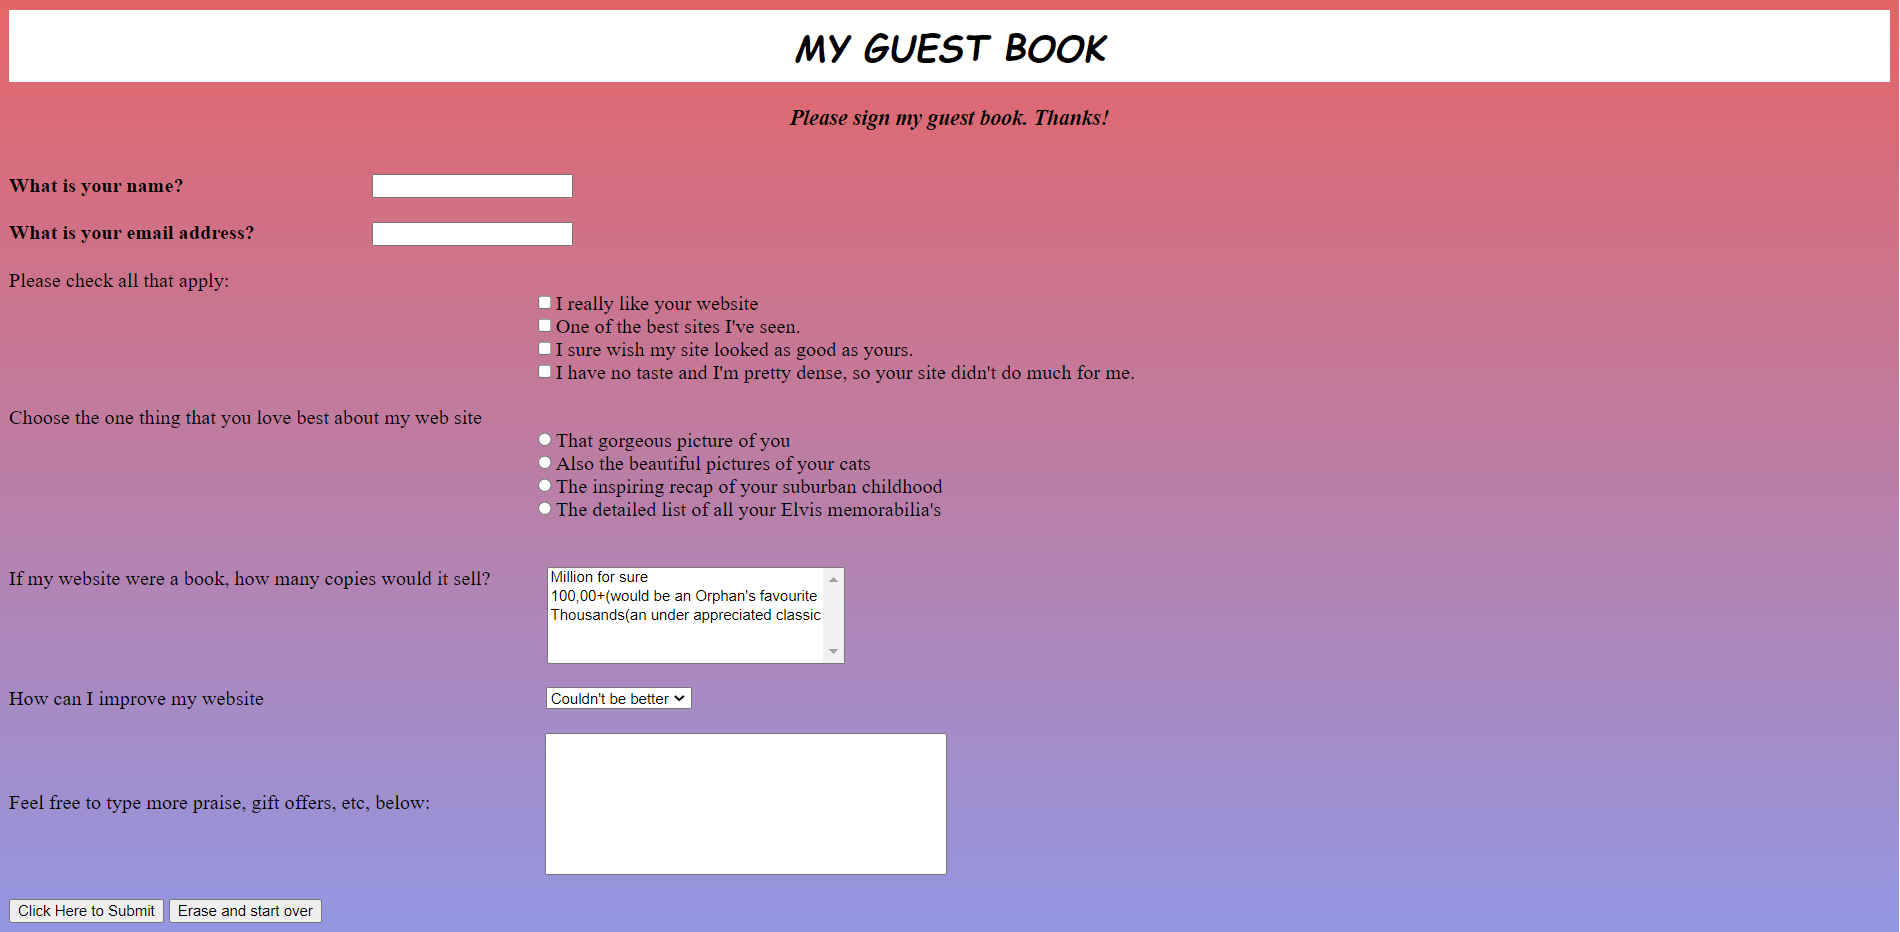 MY GUEST BOOK
Please sign my guest book. Thanks!
What is your name?
What is your email address?
Please check all that apply:
I really like your website
One of the best sites I've seen.
I sure wish my site looked as good as yours.
I have no taste and I'm pretty dense, so your site didn't do much for me.
Choose the one thing that you love best about my web site
That gorgeous picture of you
Also the beautiful pictures of your cats
The inspiring recap of your suburban childhood
The detailed list of all your Elvis memorabilia's
If my website were a book, how many copies would it sell?
Million for sure
100,00+(would be an Orphan's favourite
Thousands(an under appreciated classic
How can I improve my website
Couldn't be better
Feel free to type more praise, gift offers, etc, below:
Click Here to Submit
Erase and start over